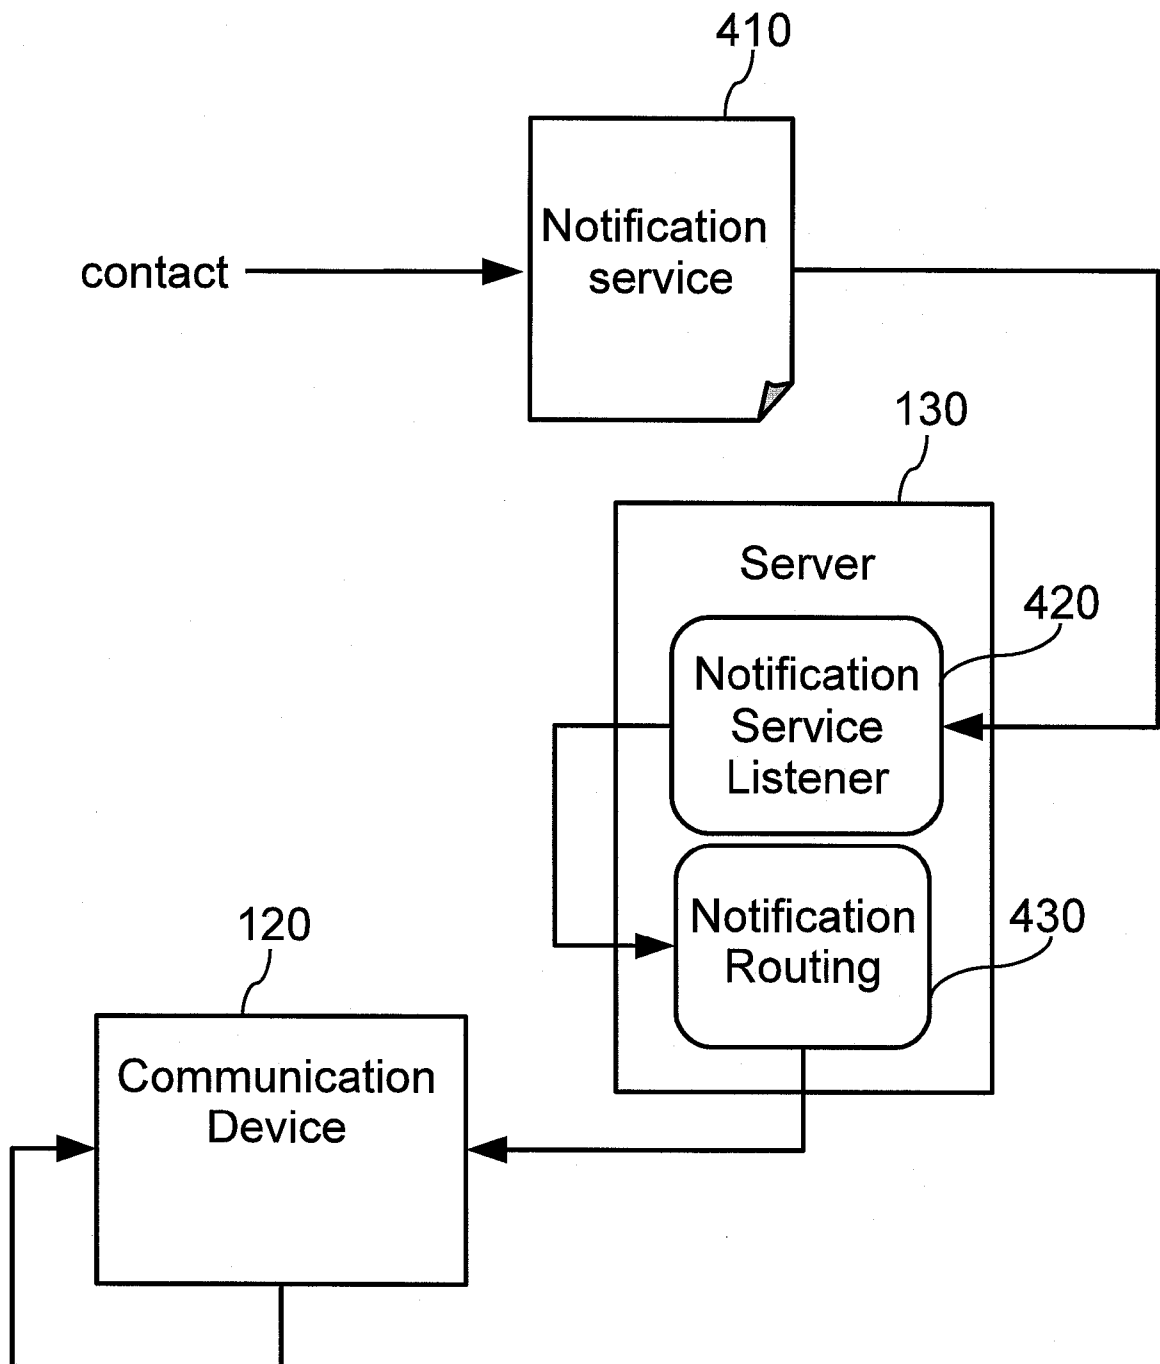 410
Notification
service
contact
130
Server
420
Notification
Service
Listener
Notification
Routing
430
120
Communication
Device